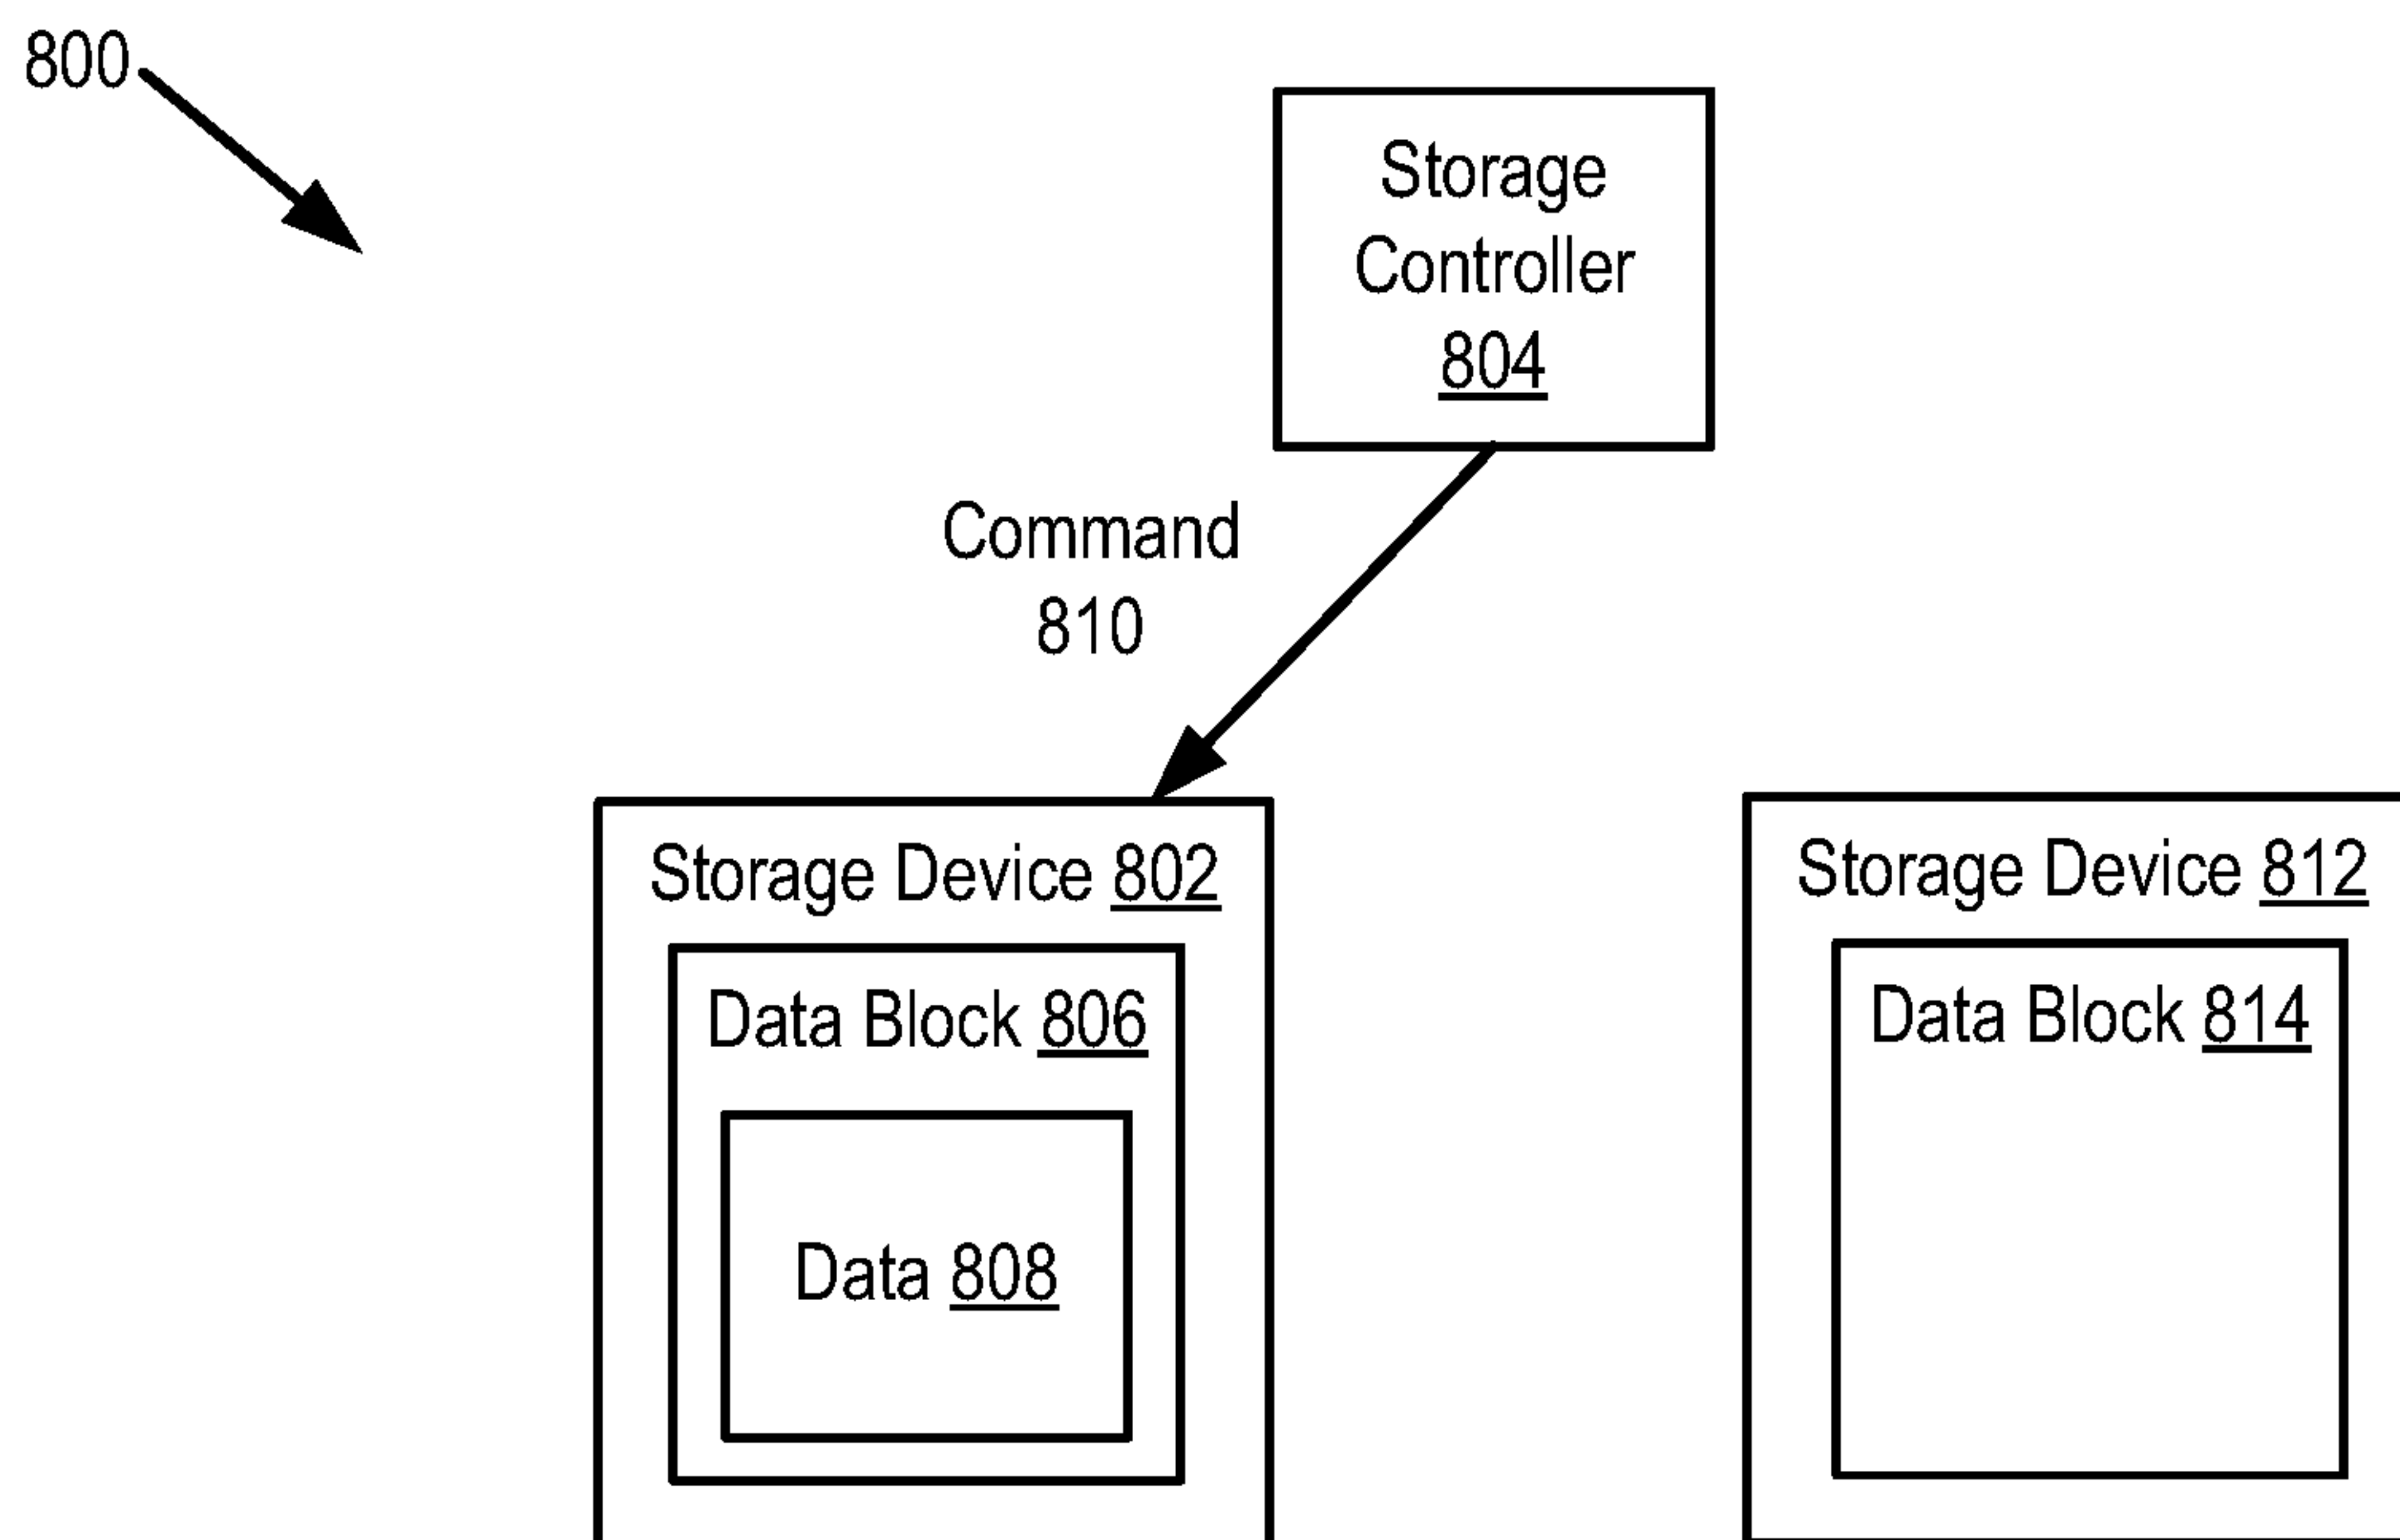 800
Storage
Controller
804
Command
810
Storage Device 802
Storage Device 812
Data Block 806
Data Block 814
Data 808